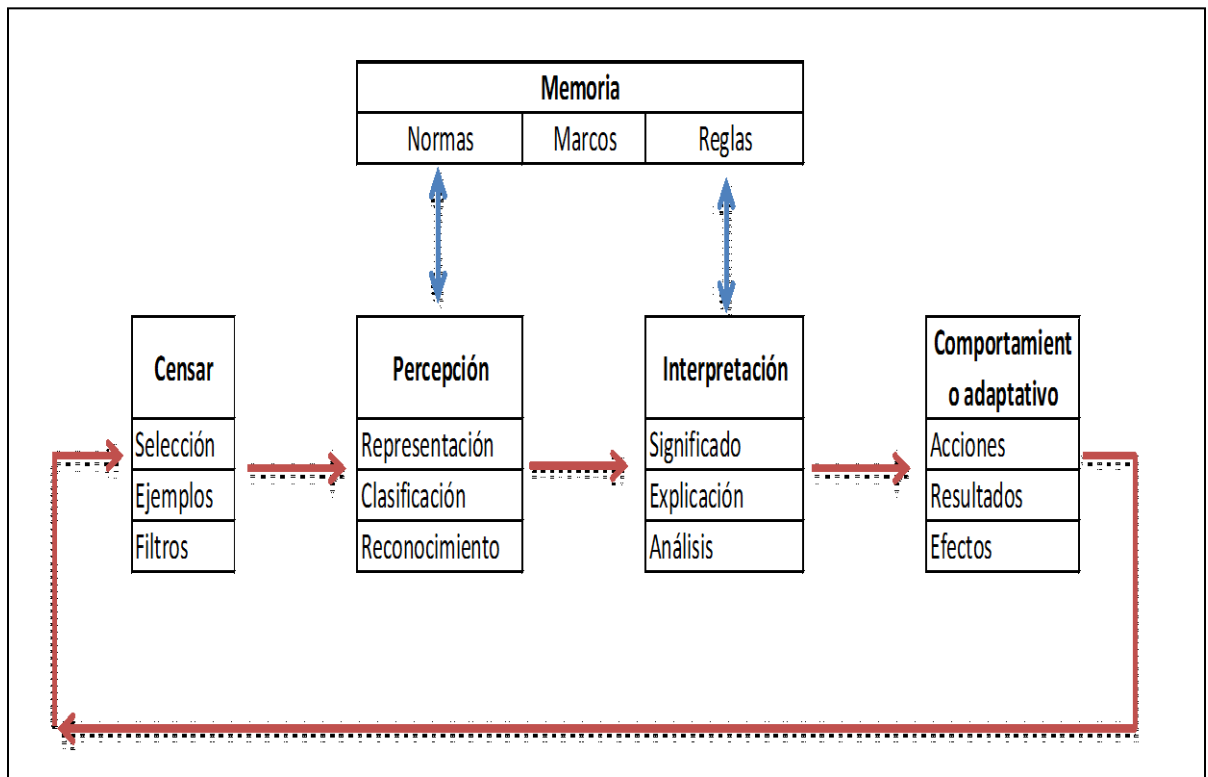 Memoria
Normas Marcos Reglas
Censar
Selección
Ejemplos
Filtros
Percepción
Representación
Clasificación
Reconocimiento
Interpretación
Significado
Explicación
Análisis
Comportamient
o adaptativo
Acciones
Resultados
Efectos